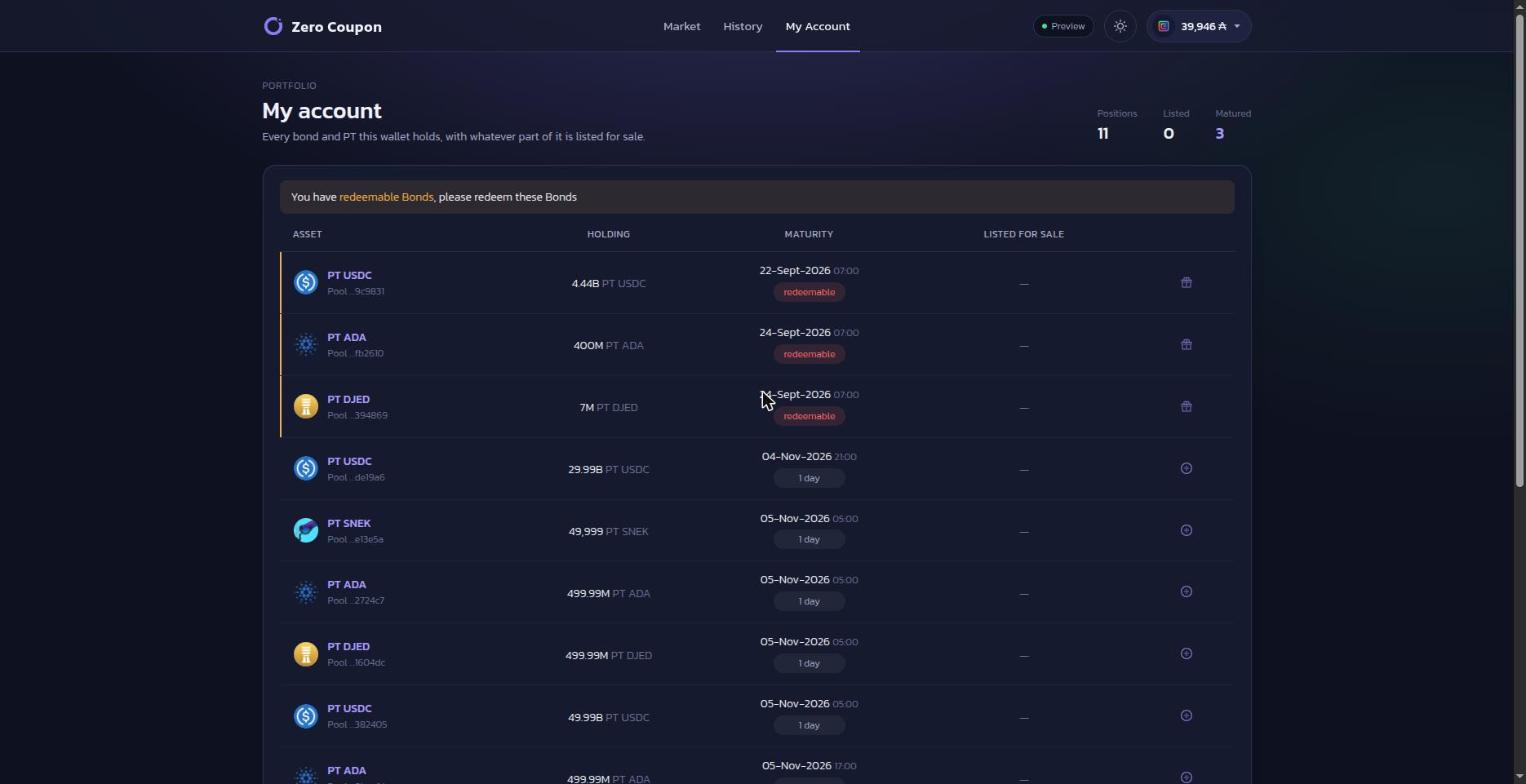 Zero Coupon
Market
History
My Account
Preview
39,946 ₳
PORTFOLIO
My account
Every bond and PT this wallet holds, with whatever part of it is listed for sale.
Positions
11
Listed
0
Matured
3
You have redeemable Bonds, please redeem these Bonds
ASSET HOLDING MATURITY LISTED FOR SALE
PT USDC
Pool ...9c9831
4.44B PT USDC
22-Sept-2026 07:00
redeemable
—
PT ADA
Pool ...fb2610
400M PT ADA
24-Sept-2026 07:00
redeemable
—
PT DJED
Pool ...394869
7M PT DJED
24-Sept-2026 07:00
redeemable
—
PT USDC
Pool ...de19a6
29.99B PT USDC
04-Nov-2026 21:00
1 day
—
PT SNEK
Pool ...e13e5a
49,999 PT SNEK
05-Nov-2026 05:00
1 day
—
PT ADA
Pool ...2724c7
499.99M PT ADA
05-Nov-2026 05:00
1 day
—
PT DJED
Pool ...1604dc
499.99M PT DJED
05-Nov-2026 05:00
1 day
—
PT USDC
Pool ...382405
49.99B PT USDC
05-Nov-2026 05:00
1 day
—
PT ADA
499.99M PT ADA
05-Nov-2026 17:00
—